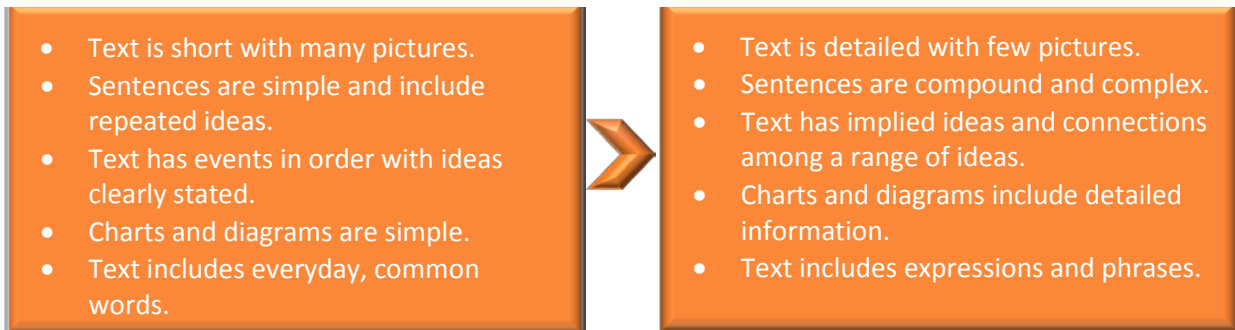 • Text is short with many pictures.
• Sentences are simple and include
repeated ideas.
• Text has events in order with ideas
clearly stated.
• Charts and diagrams are simple.
• Text includes everyday, common
words.
• Text is detailed with few pictures.
• Sentences are compound and complex.
• Text has implied ideas and connections
among a range of ideas.
• Charts and diagrams include detailed
information.
• Text includes expressions and phrases.